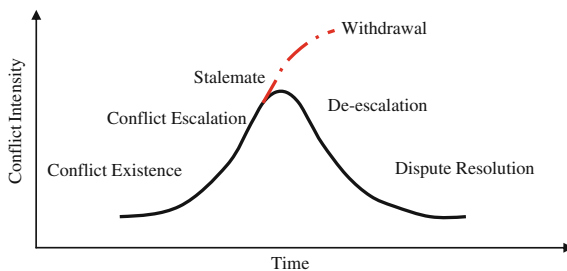 Withdrawal
Stalemate
De-escalation
Conflict Escalation
Conflict Existence
Dispute Resolution
Conflict Intensity
Time